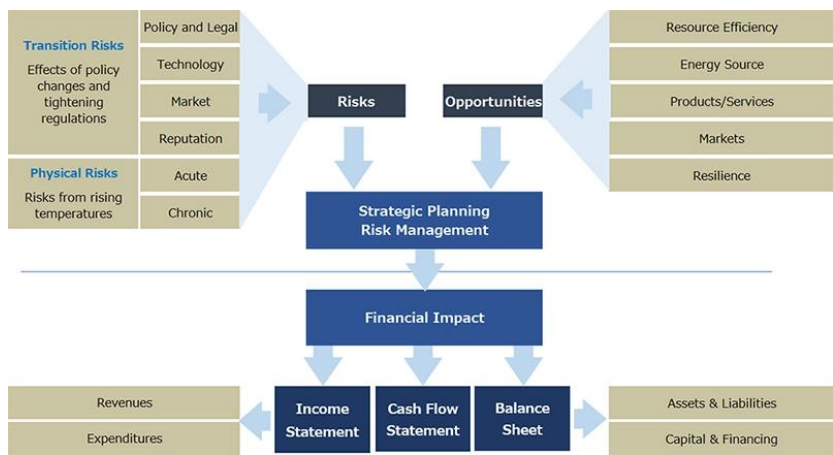 Transition Risks
Effects of policy
changes and
tightening
regulations
Policy and Legal
Technology
Market
Reputation
Physical Risks
Risks from rising
temperatures
Acute
Chronic
Risks
Opportunities
Resource Efficiency
Energy Source
Products/Services
Markets
Resilience
Strategic Planning
Risk Management
Financial Impact
Income
Statement
Cash Flow
Statement
Balance
Sheet
Revenues
Expenditures
Assets & Liabilities
Capital & Financing